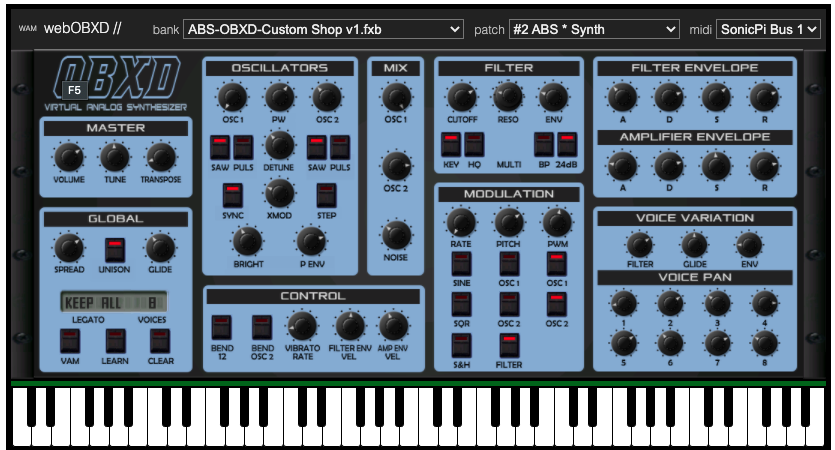 WAM webOBXD // bank ABS-OBXD-Custom Shop v1.fxb patch #2 ABS * Synth midi SonicPi Bus 1
OBXD
F5
VIRTUAL ANALOG SYNTHESIZER
MASTER
VOLUME TUNE TRANSPOSE
GLOBAL
SPREAD UNISON GLIDE
KEEP ALL 8
LEGATO VOICES
VAM LEARN CLEAR
OSCILLATORS
OSC 1 PW OSC 2
SAW PULS DETUNE SAW PULS
SYNC XMOD STEP
BRIGHT P ENV
MIX
OSC 1
OSC 2
NOISE
CONTROL
BEND 12 BEND OSC 2 VIBRATO RATE FILTER ENV VEL AMP ENV VEL
FILTER
CUTOFF RESO ENV
KEY HQ MULTI BP 24dB
MODULATION
RATE PITCH PWM
SINE OSC 1 OSC 1
SQR OSC 2 OSC 2
S&H FILTER
FILTER ENVELOPE
A D S R
AMPLIFIER ENVELOPE
A D S R
VOICE VARIATION
FILTER GLIDE ENV
VOICE PAN
1 2 3 4
5 6 7 8